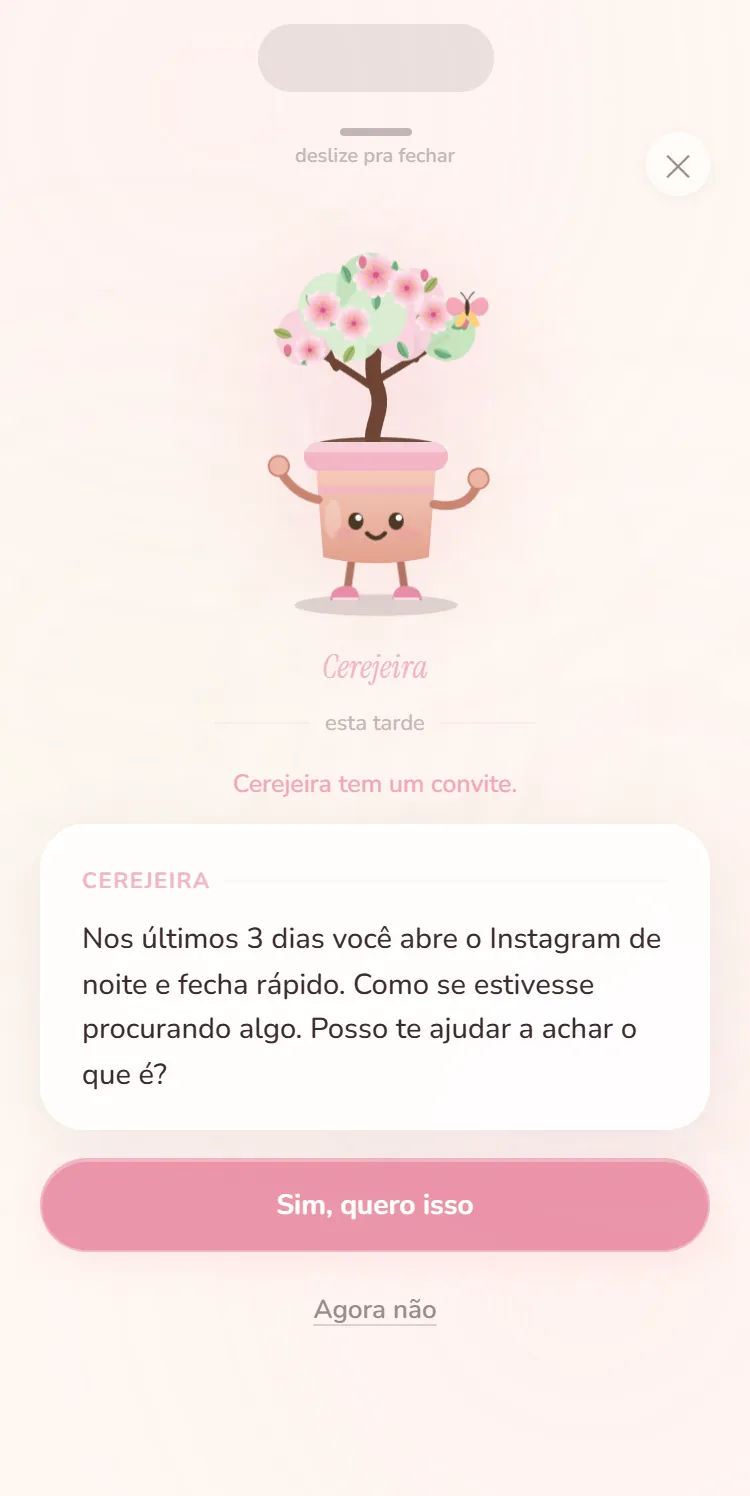 deslize pra fechar
Cerejeira
esta tarde
Cerejeira tem um convite.
CEREJEIRA
Nos últimos 3 dias você abre o Instagram de
noite e fecha rápido. Como se estivesse
procurando algo. Posso te ajudar a achar o
que é?
Sim, quero isso
Agora não